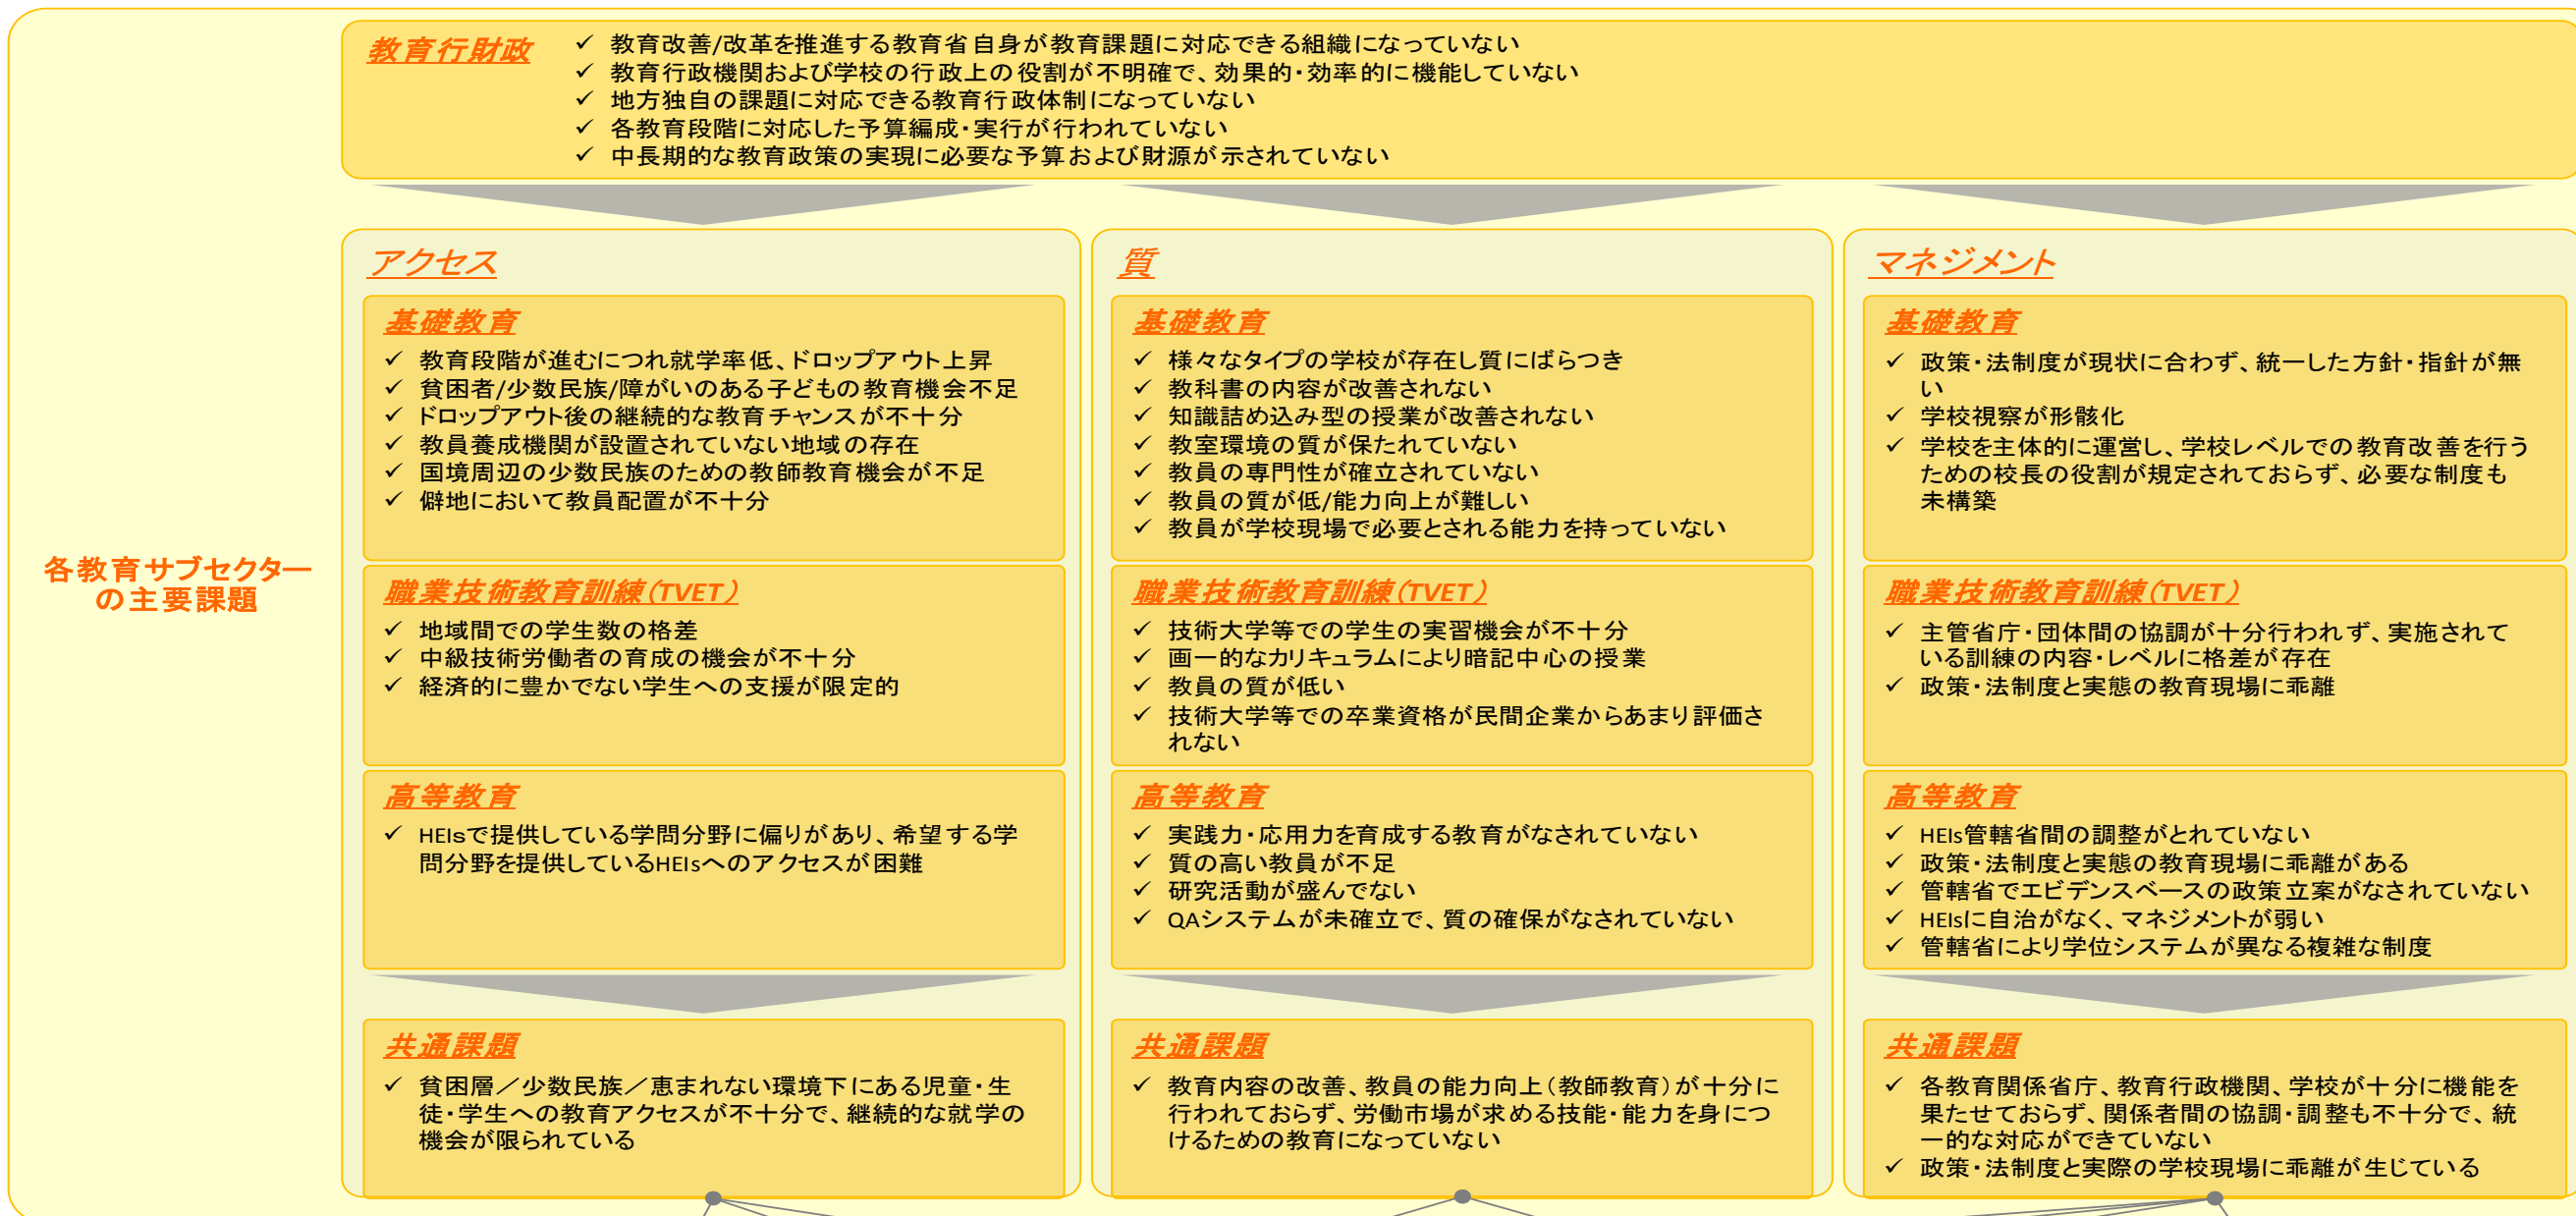 教育行財政
✓ 教育改善/改革を推進する教育省自身が教育課題に対応できる組織になっていない
✓ 教育行政機関および学校の行政上の役割が不明確で、効果的・効率的に機能していない
✓ 地方独自の課題に対応できる教育行政体制になっていない
✓ 各教育段階に対応した予算編成・実行が行われていない
✓ 中長期的な教育政策の実現に必要な予算および財源が示されていない
各教育サブセクター
の主要課題
アクセス
基礎教育
✓ 教育段階が進むにつれ就学率低、ドロップアウト上昇
✓ 貧困者/少数民族/障がいのある子どもの教育機会不足
✓ ドロップアウト後の継続的な教育チャンスが不十分
✓ 教員養成機関が設置されていない地域の存在
✓ 国境周辺の少数民族のための教師教育機会が不足
✓ 僻地において教員配置が不十分
職業技術教育訓練（TVET）
✓ 地域間での学生数の格差
✓ 中級技術労働者の育成の機会が不十分
✓ 経済的に豊かでない学生への支援が限定的
高等教育
✓ HEIsで提供している学問分野に偏りがあり、希望する学
問分野を提供しているHEIsへのアクセスが困難
共通課題
✓ 貧困層／少数民族／恵まれない環境下にある児童・生
徒・学生への教育アクセスが不十分で、継続的な就学の
機会が限られている
質
基礎教育
✓ 様々なタイプの学校が存在し質にばらつき
✓ 教科書の内容が改善されない
✓ 知識詰め込み型の授業が改善されない
✓ 教室環境の質が保たれていない
✓ 教員の専門性が確立されていない
✓ 教員の質が低/能力向上が難しい
✓ 教員が学校現場で必要とされる能力を持っていない
職業技術教育訓練（TVET）
✓ 技術大学等での学生の実習機会が不十分
✓ 画一的なカリキュラムにより暗記中心の授業
✓ 教員の質が低い
✓ 技術大学等での卒業資格が民間企業からあまり評価さ
れない
高等教育
✓ 実践力・応用力を育成する教育がなされていない
✓ 質の高い教員が不足
✓ 研究活動が盛んでない
✓ QAシステムが未確立で、質の確保がなされていない
共通課題
✓ 教育内容の改善、教員の能力向上（教師教育）が十分に
行われておらず、労働市場が求める技能・能力を身につ
けるための教育になっていない
マネジメント
基礎教育
✓ 政策・法制度が現状に合わず、統一した方針・指針が無
い
✓ 学校視察が形骸化
✓ 学校を主体的に運営し、学校レベルでの教育改善を行う
ための校長の役割が規定されておらず、必要な制度も
未構築
職業技術教育訓練（TVET）
✓ 主管省庁・団体間の協調が十分行われず、実施されて
いる訓練の内容・レベルに格差が存在
✓ 政策・法制度と実態の教育現場に乖離
高等教育
✓ HEIs管轄省間の調整がとれていない
✓ 政策・法制度と実態の教育現場に乖離がある
✓ 管轄省でエビデンスベースの政策立案がなされていない
✓ HEIsに自治がなく、マネジメントが弱い
✓ 管轄省により学位システムが異なる複雑な制度
共通課題
✓ 各教育関係省庁、教育行政機関、学校が十分に機能を
果たせておらず、関係者間の協調・調整も不十分で、統
一的な対応ができていない
✓ 政策・法制度と実際の学校現場に乖離が生じている